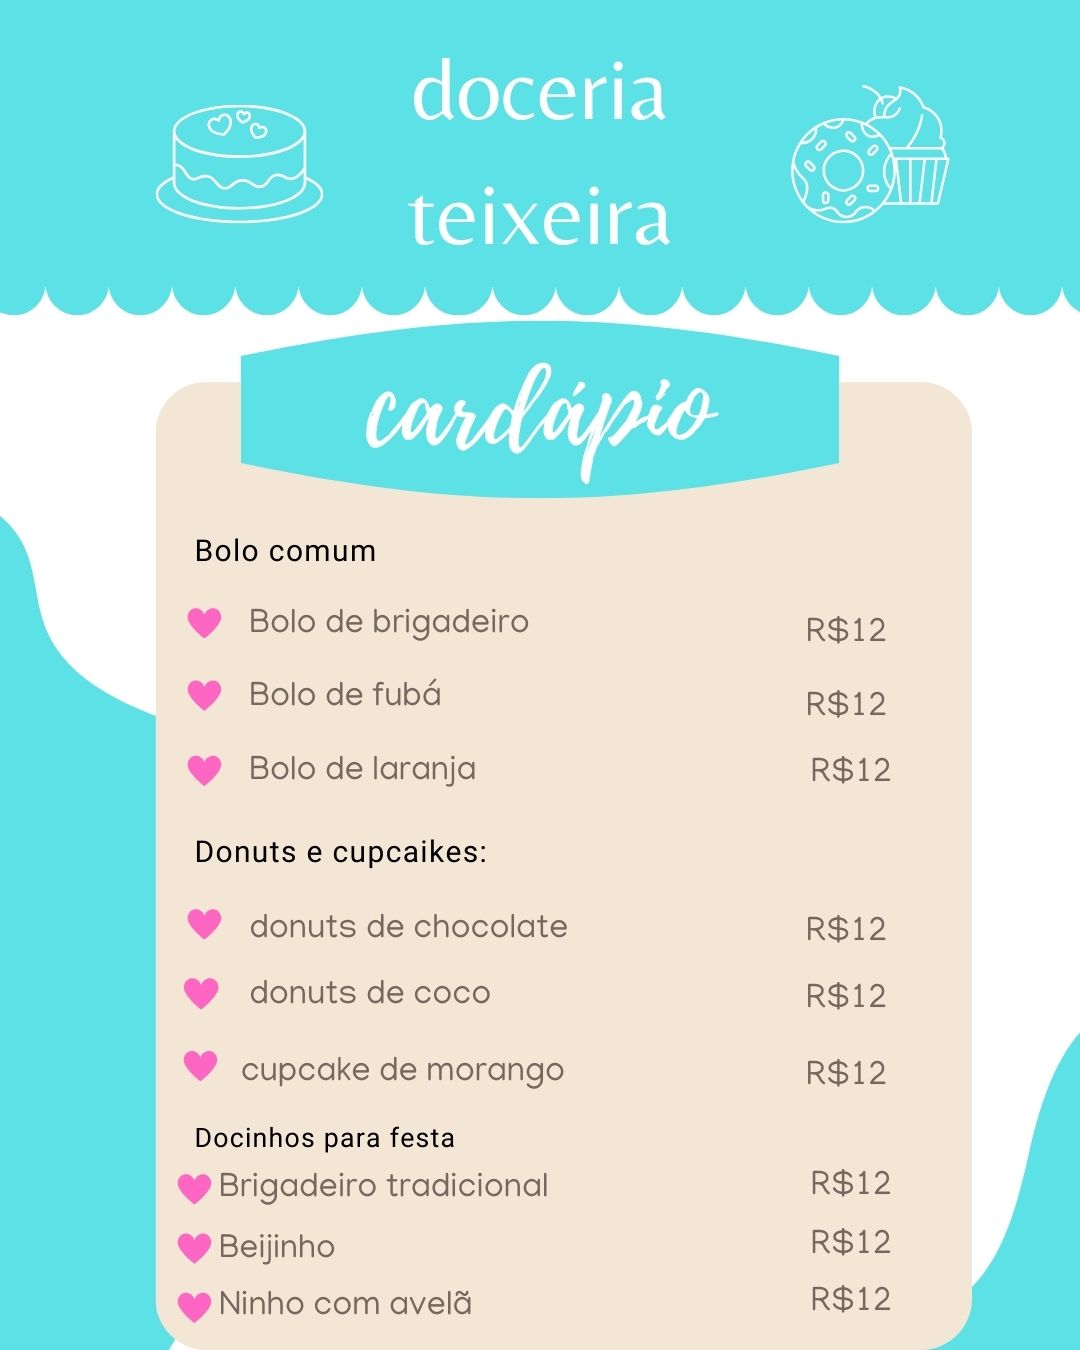 doceria
teixeira
cardápio
Bolo comum
Bolo de brigadeiro R$12
Bolo de fubá R$12
Bolo de laranja R$12
Donuts e cupcaikes:
donuts de chocolate R$12
donuts de coco R$12
cupcake de morango R$12
Docinhos para festa
Brigadeiro tradicional R$12
Beijinho R$12
Ninho com avelã R$12